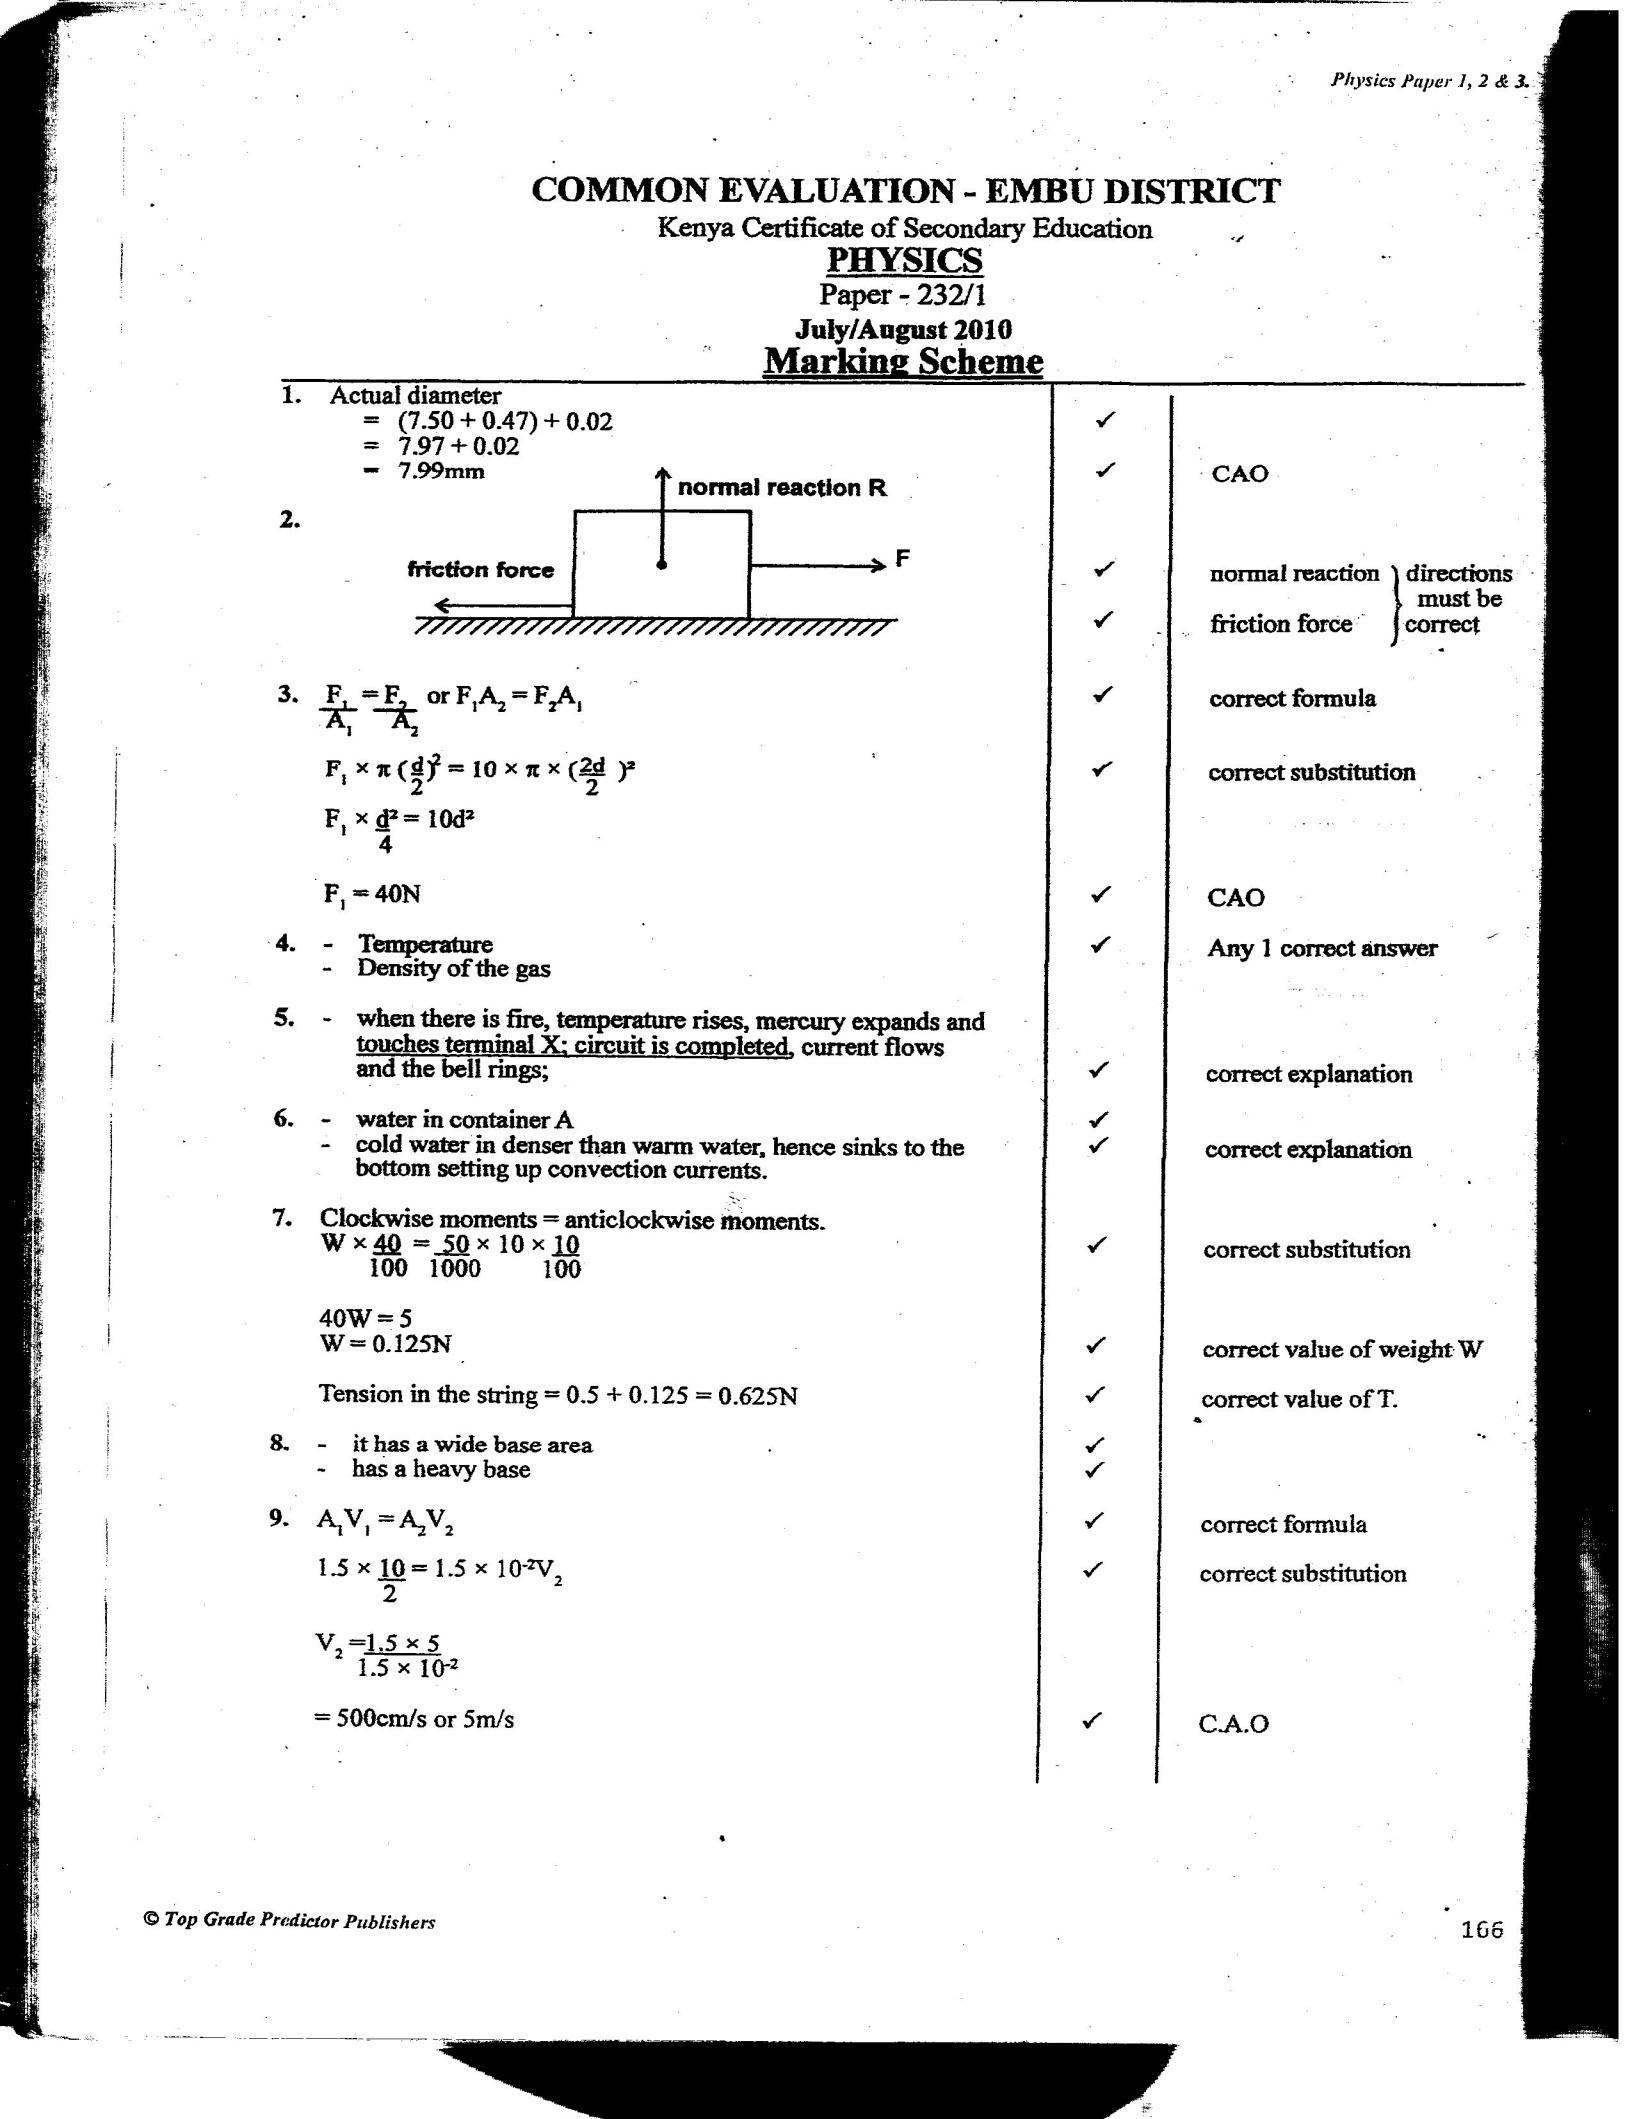 Physics Paper 1, 2 & 3.
COMMON EVALUATION - EMBU DISTRICT
Kenya Certificate of Secondary Education
PHYSICS
Paper - 232/1
July/August 2010
Marking Scheme
1. Actual diameter
= (7.50 + 0.47) + 0.02 ✓
= 7.97 + 0.02
= 7.99mm ✓ CAO
normal reaction R
2.
friction force F ✓ normal reaction } directions must be correct
✓ friction force
3. F₁/A₁ = F₂/A₂ or F₁A₂ = F₂A₁ ✓ correct formula
F₁ × π (d/2)² = 10 × π × (2d/2)² ✓ correct substitution
F₁ × d²/4 = 10d²
F₁ = 40N ✓ CAO
4. - Temperature ✓ Any 1 correct answer
- Density of the gas
5. - when there is fire, temperature rises, mercury expands and
touches terminal X; circuit is completed, current flows
and the bell rings; ✓ correct explanation
6. - water in container A ✓
- cold water in denser than warm water, hence sinks to the ✓ correct explanation
bottom setting up convection currents.
7. Clockwise moments = anticlockwise moments.
W × 40/100 = 50/1000 × 10 × 10/100 ✓ correct substitution
40W = 5
W = 0.125N ✓ correct value of weight W
Tension in the string = 0.5 + 0.125 = 0.625N ✓ correct value of T.
8. - it has a wide base area ✓
- has a heavy base ✓
9. A₁V₁ = A₂V₂ ✓ correct formula
1.5 × 10/2 = 1.5 × 10⁻²V₂ ✓ correct substitution
V₂ = 1.5 × 5 / 1.5 × 10⁻²
= 500cm/s or 5m/s ✓ C.A.O
© Top Grade Predictor Publishers
166